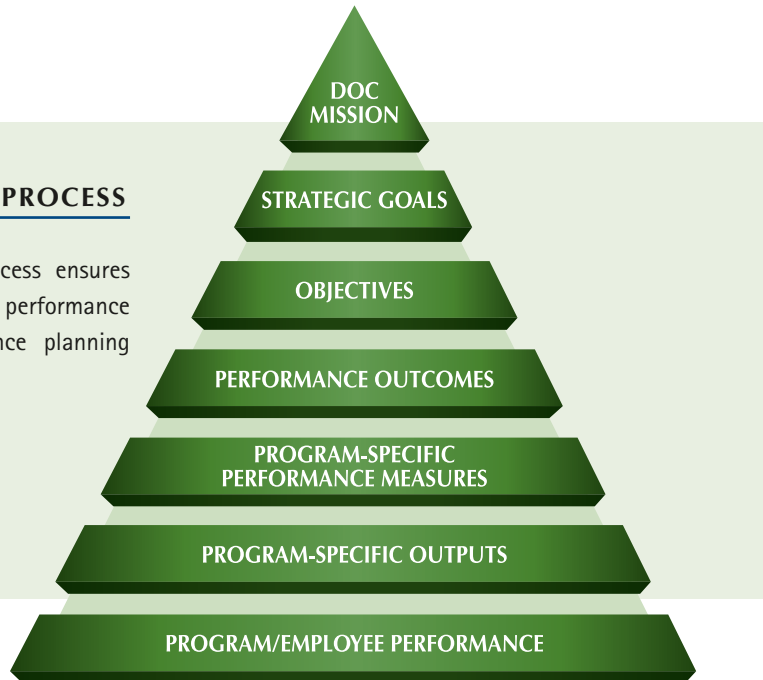 PROCESS
cess ensures
performance
nce planning
DOC
MISSION
STRATEGIC GOALS
OBJECTIVES
PERFORMANCE OUTCOMES
PROGRAM-SPECIFIC
PERFORMANCE MEASURES
PROGRAM-SPECIFIC OUTPUTS
PROGRAM/EMPLOYEE PERFORMANCE